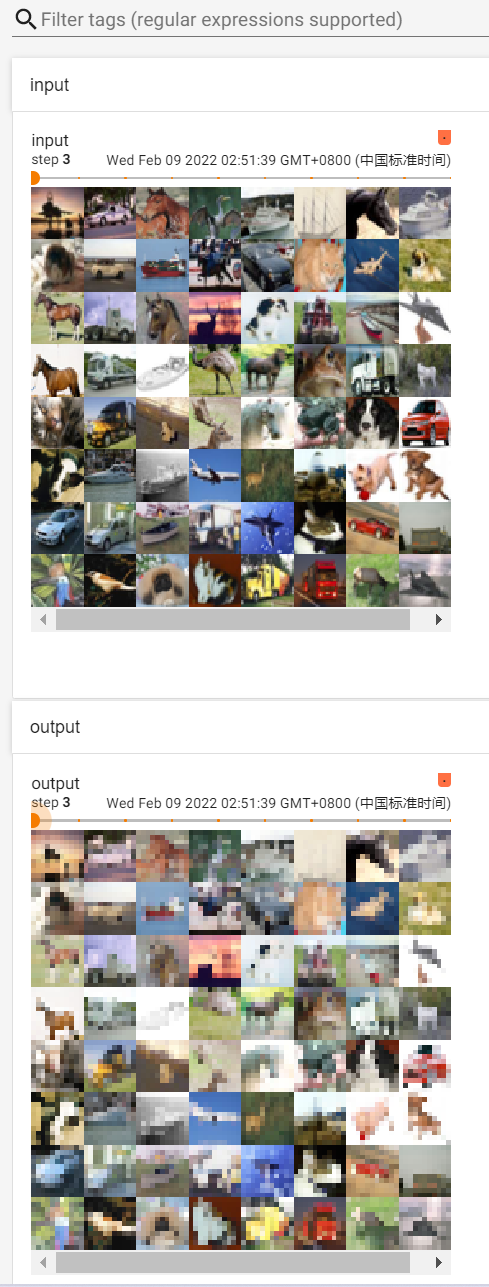 Filter tags (regular expressions supported)
input
input
step 3 Wed Feb 09 2022 02:51:39 GMT+0800 (中国标准时间)
output
output
step 3 Wed Feb 09 2022 02:51:39 GMT+0800 (中国标准时间)